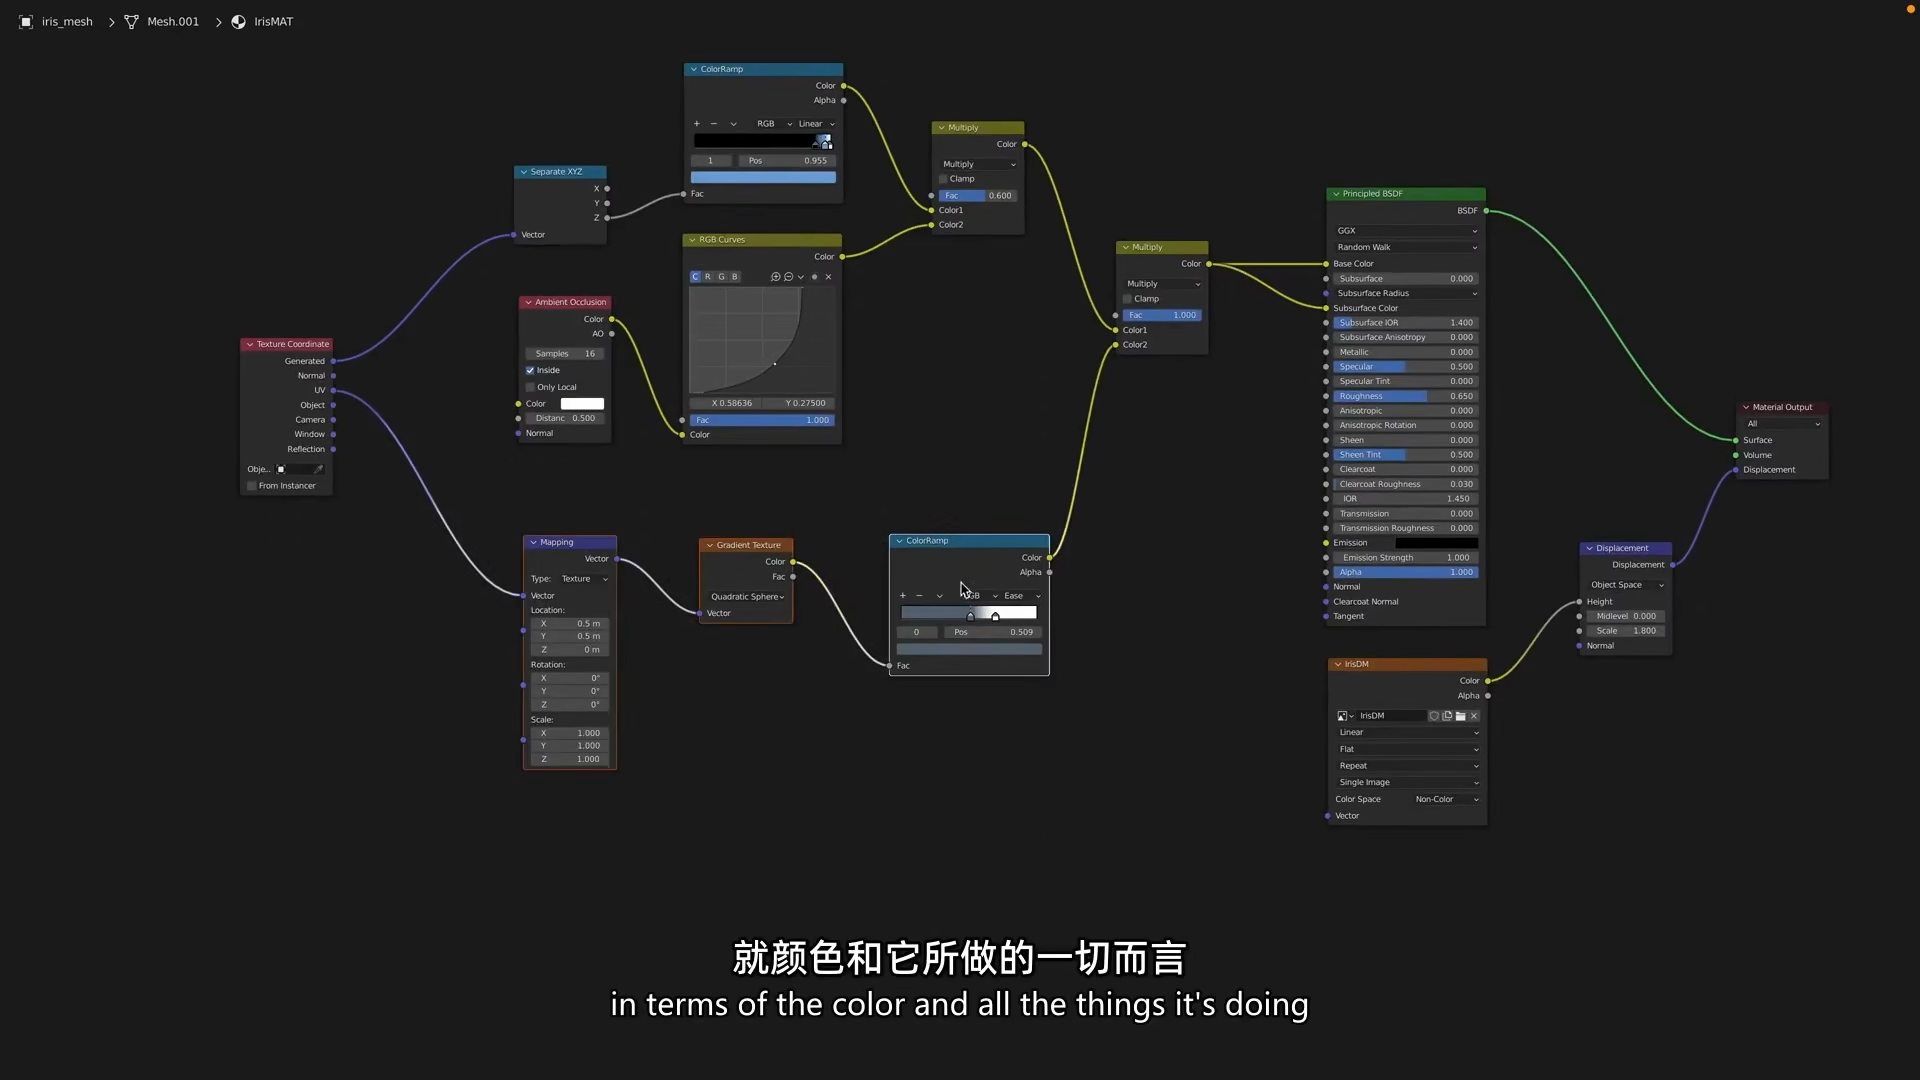 iris_mesh > Mesh.001 > IrisMAT
ColorRamp
Color
Alpha
+ − RGB Linear
1 Pos 0.955
Fac
Multiply
Color
Multiply
Clamp
Fac 0.600
Color1
Color2
Separate XYZ
X
Y
Z
Vector
RGB Curves
Color
C R G B
X 0.58636 Y 0.27500
Fac 1.000
Color
Ambient Occlusion
Color
AO
Samples 16
Inside
Only Local
Color
Distanc 0.500
Normal
Texture Coordinate
Generated
Normal
UV
Object
Camera
Window
Reflection
Obje...
From Instancer
Multiply
Color
Multiply
Clamp
Fac 1.000
Color1
Color2
Principled BSDF
BSDF
GGX
Random Walk
Base Color
Subsurface 0.000
Subsurface Radius
Subsurface Color
Subsurface IOR 1.400
Subsurface Anisotropy 0.000
Metallic 0.000
Specular 0.500
Specular Tint 0.000
Roughness 0.650
Anisotropic 0.000
Anisotropic Rotation 0.000
Sheen 0.000
Sheen Tint 0.500
Clearcoat 0.000
Clearcoat Roughness 0.030
IOR 1.450
Transmission 0.000
Transmission Roughness 0.000
Emission
Emission Strength 1.000
Alpha 1.000
Normal
Clearcoat Normal
Tangent
Material Output
All
Surface
Volume
Displacement
Mapping
Vector
Type: Texture
Vector
Location:
X 0.5 m
Y 0.5 m
Z 0 m
Rotation:
X 0°
Y 0°
Z 0°
Scale:
X 1.000
Y 1.000
Z 1.000
Gradient Texture
Color
Fac
Quadratic Sphere
Vector
ColorRamp
Color
Alpha
+ − GB Ease
0 Pos 0.509
Fac
Displacement
Displacement
Object Space
Height
Midlevel 0.000
Scale 1.800
Normal
IrisDM
Color
Alpha
IrisDM
Linear
Flat
Repeat
Single Image
Color Space Non-Color
Vector
就颜色和它所做的一切而言
in terms of the color and all the things it's doing